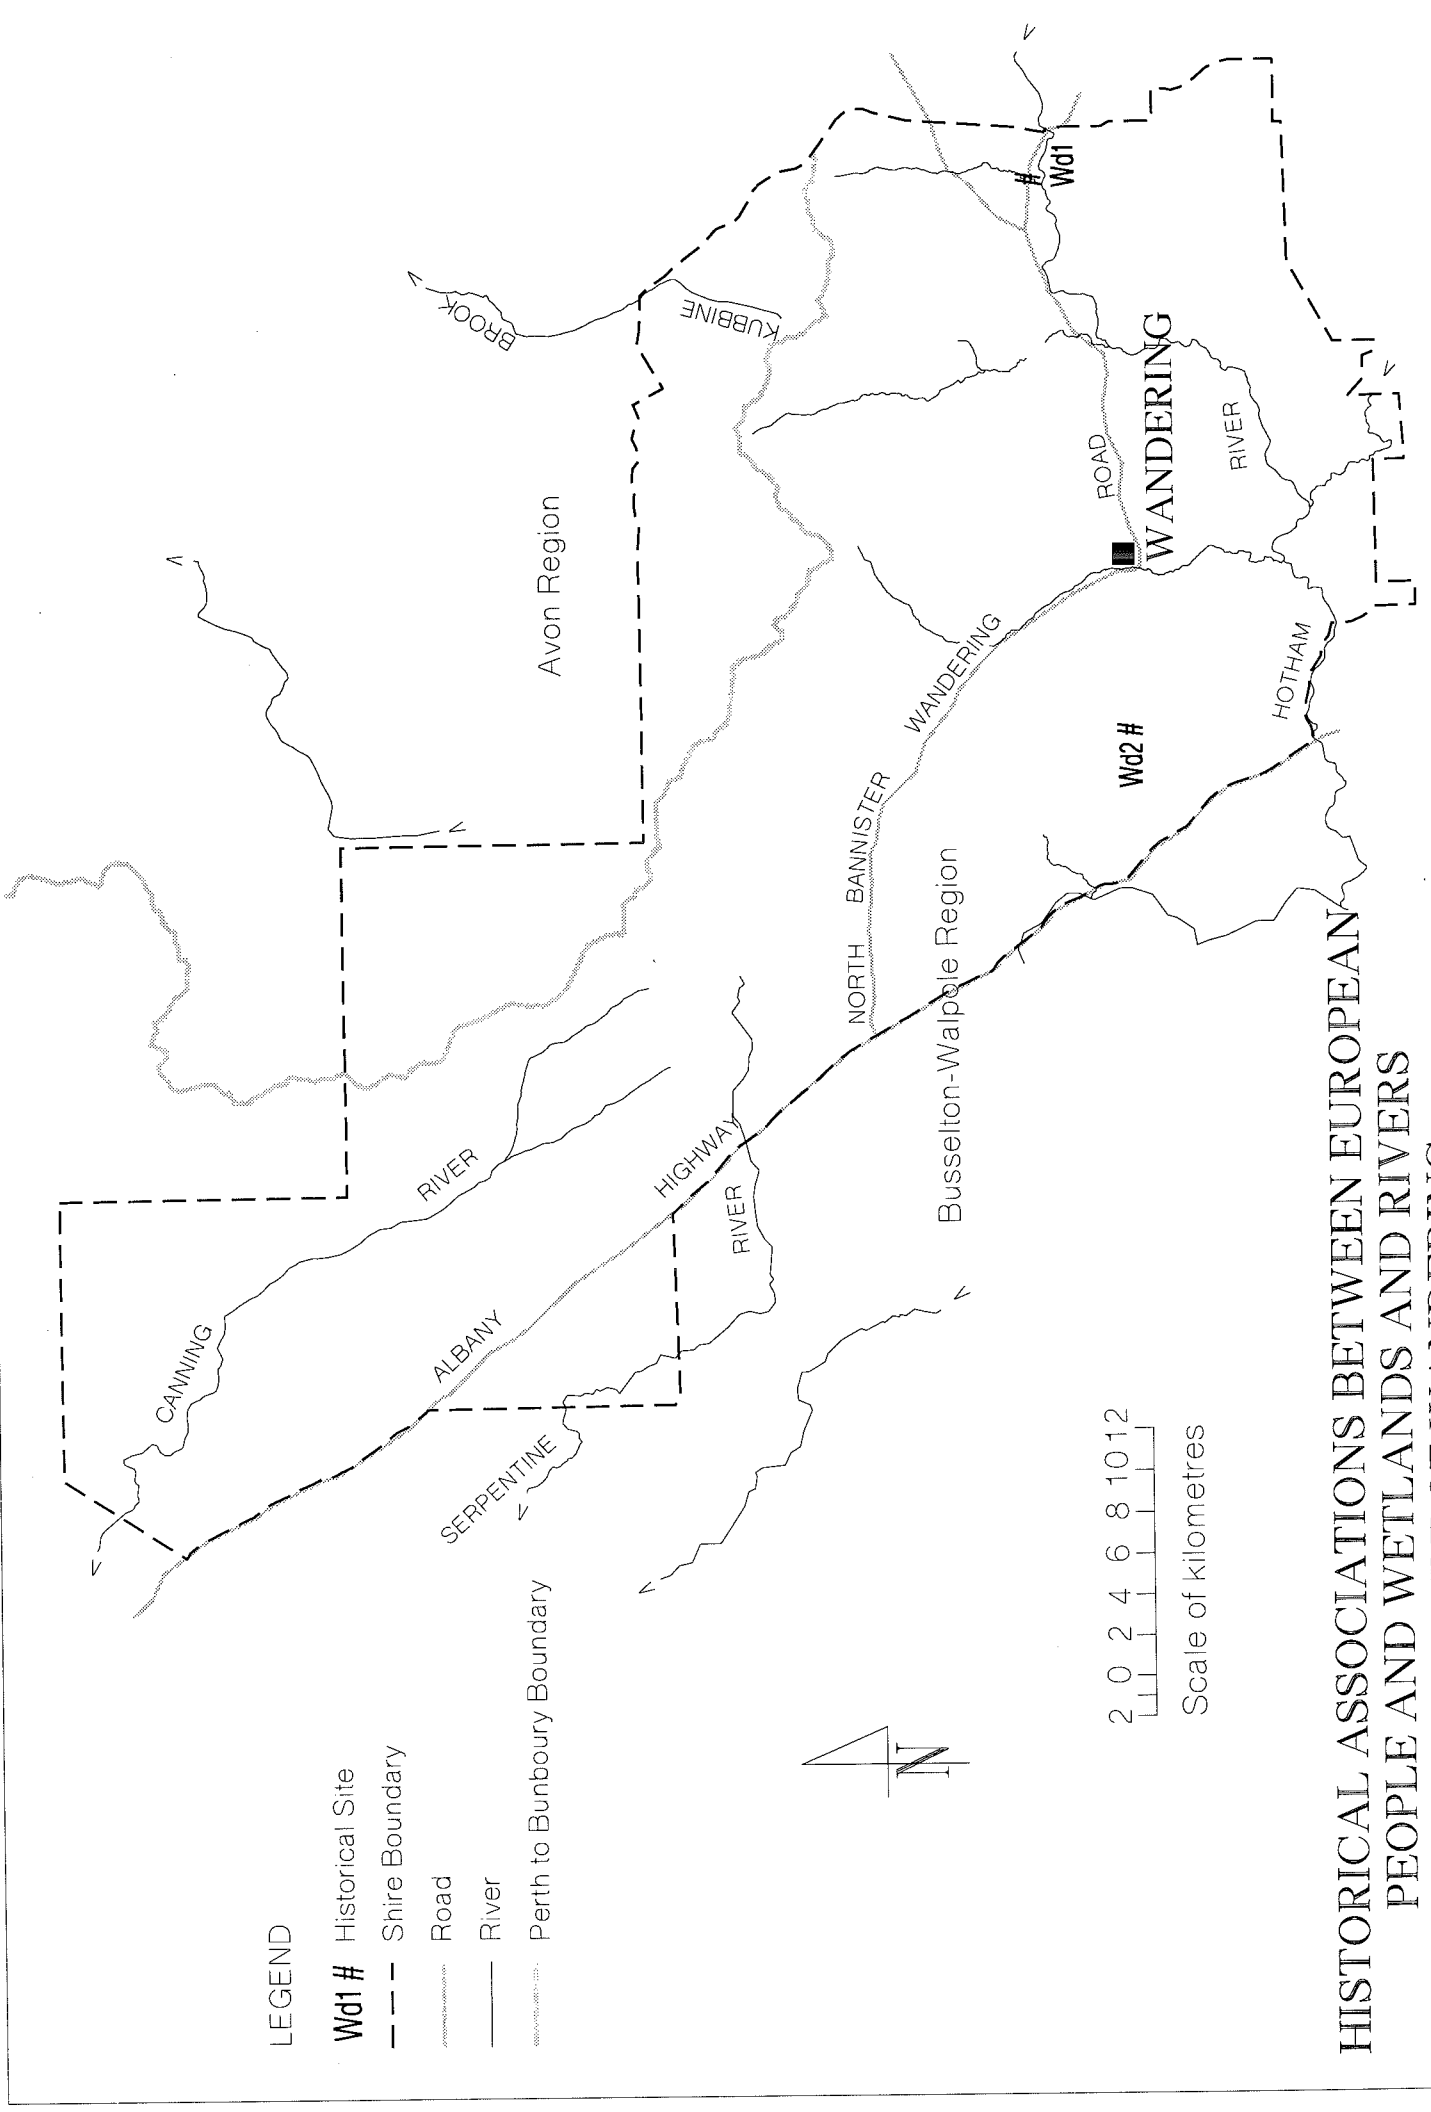 LEGEND
Wd1 # Historical Site
Shire Boundary
Road
River
Perth to Bunboury Boundary
CANNING
RIVER
ALBANY
HIGHWAY
SERPENTINE
RIVER
Avon Region
BROOK
KUBBINE
NORTH BANNISTER WANDERING
ROAD
Wd1
WANDERING
RIVER
Busselton-Walpole Region
Wd2 #
HOTHAM
N
2 0 2 4 6 8 10 12
Scale of kilometres
HISTORICAL ASSOCIATIONS BETWEEN EUROPEAN
PEOPLE AND WETLANDS AND RIVERS